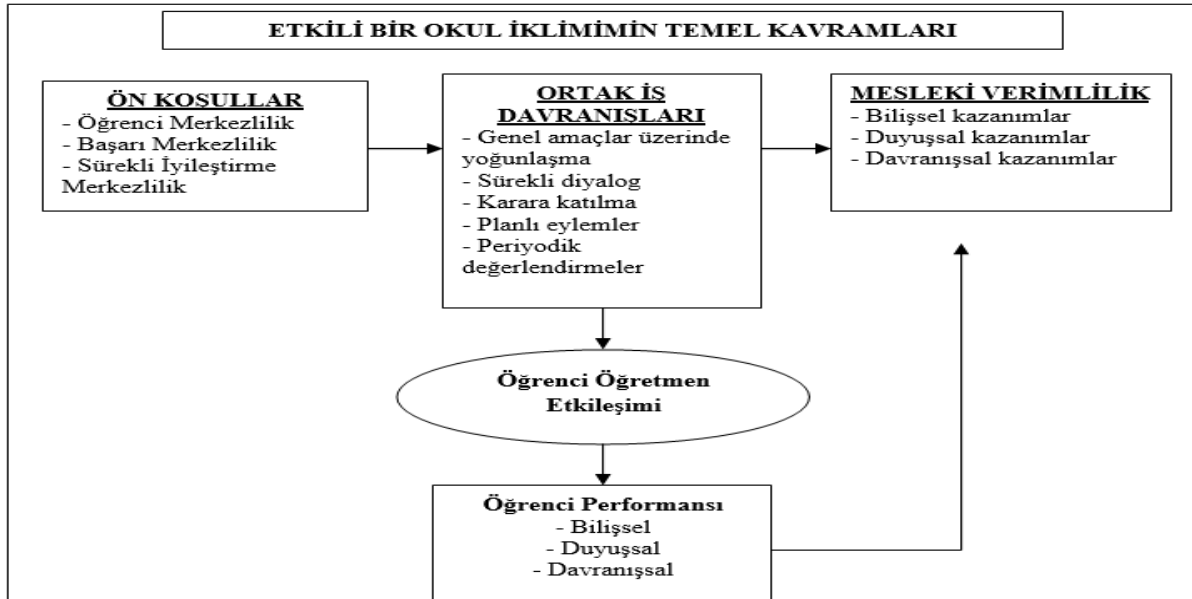 ETKİLİ BİR OKUL İKLİMİMİN TEMEL KAVRAMLARI
ÖN KOSULLAR
- Öğrenci Merkezlilik
- Başarı Merkezlilik
- Sürekli İyileştirme
Merkezlilik
ORTAK İŞ
DAVRANIŞLARI
- Genel amaçlar üzerinde
yoğunlaşma
- Sürekli diyalog
- Karara katılma
- Planlı eylemler
- Periyodik
değerlendirmeler
MESLEKİ VERİMLİLİK
- Bilişsel kazanımlar
- Duyuşsal kazanımlar
- Davranışsal kazanımlar
Öğrenci Öğretmen
Etkileşimi
Öğrenci Performansı
- Bilişsel
- Duyuşsal
- Davranışsal